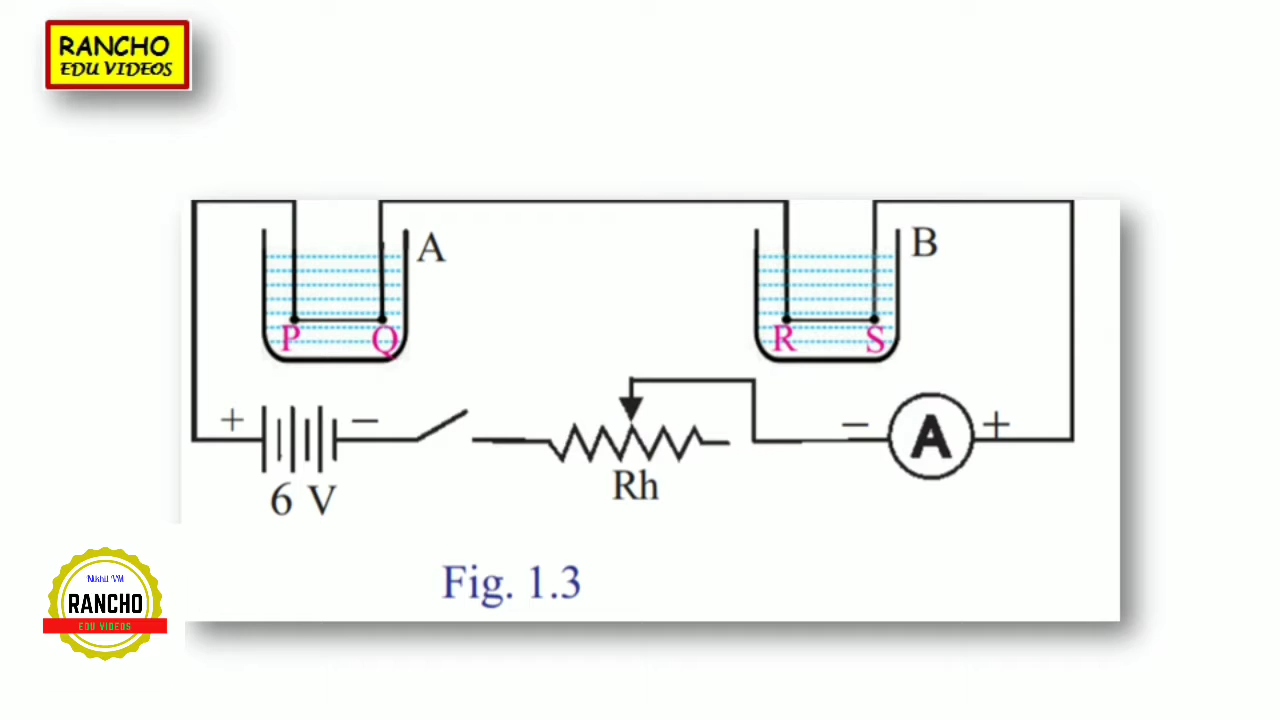 RANCHO
EDU VIDEOS
A
B
P
Q
R
S
+
−
−
A
+
6 V
Rh
Fig. 1.3
Nikhil VM
RANCHO
EDU VIDEOS